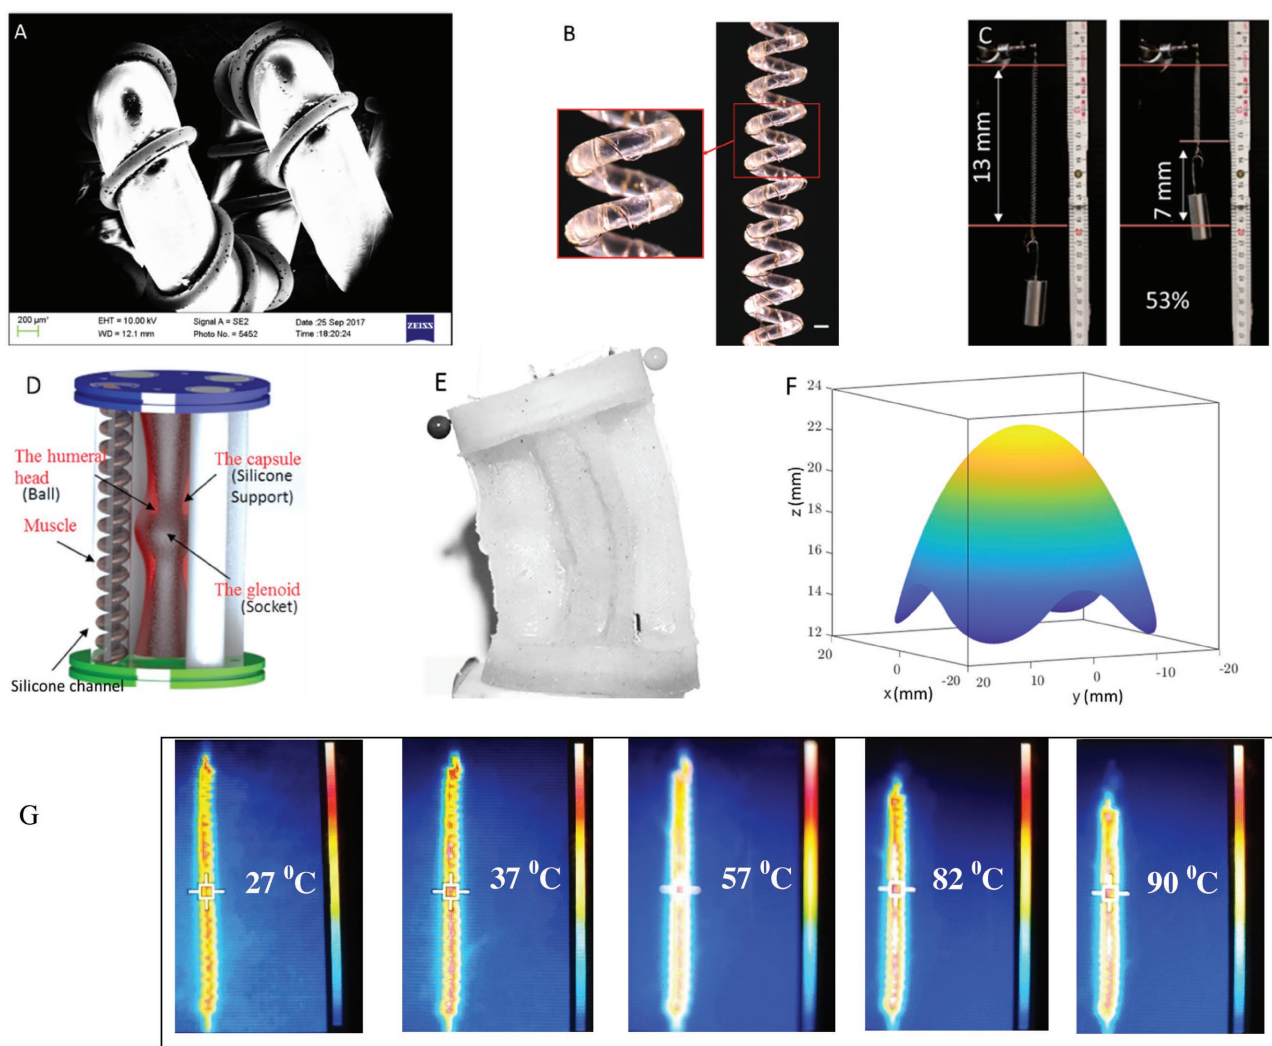 A
200 µm*
EHT = 10.00 kV
WD = 12.1 mm
Signal A = SE2
Photo No. = 5452
Date :25 Sep 2017
Time :18:20:24
ZEISS
B
C
13 mm
7 mm
53%
D
The humeral
head
(Ball)
The capsule
(Silicone
Support)
Muscle
The glenoid
(Socket)
Silicone channel
E
F
24
22
20
18
16
14
12
z (mm)
20
0
-20
x (mm)
20
10
0
-10
-20
y (mm)
G
27 ⁰C
37 ⁰C
57 ⁰C
82 ⁰C
90 ⁰C